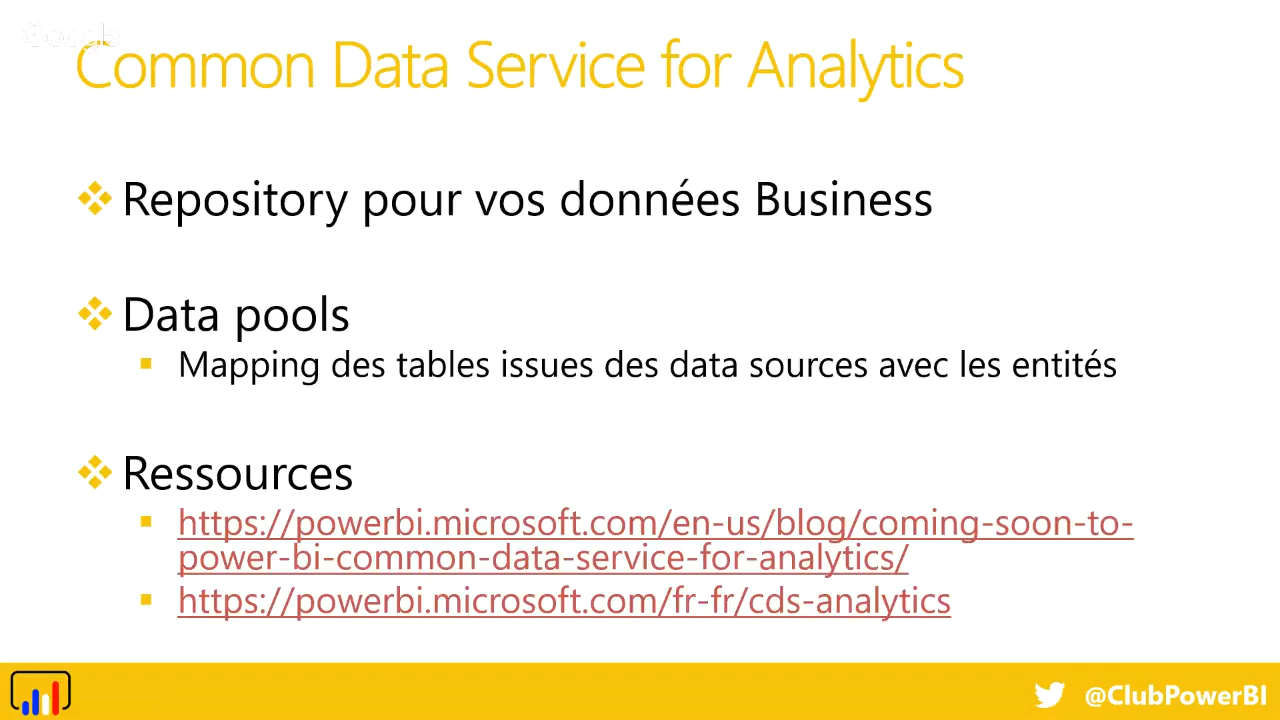 Google
Common Data Service for Analytics
Repository pour vos données Business
Data pools
Mapping des tables issues des data sources avec les entités
Ressources
https://powerbi.microsoft.com/en-us/blog/coming-soon-to-
power-bi-common-data-service-for-analytics/
https://powerbi.microsoft.com/fr-fr/cds-analytics
@ClubPowerBI